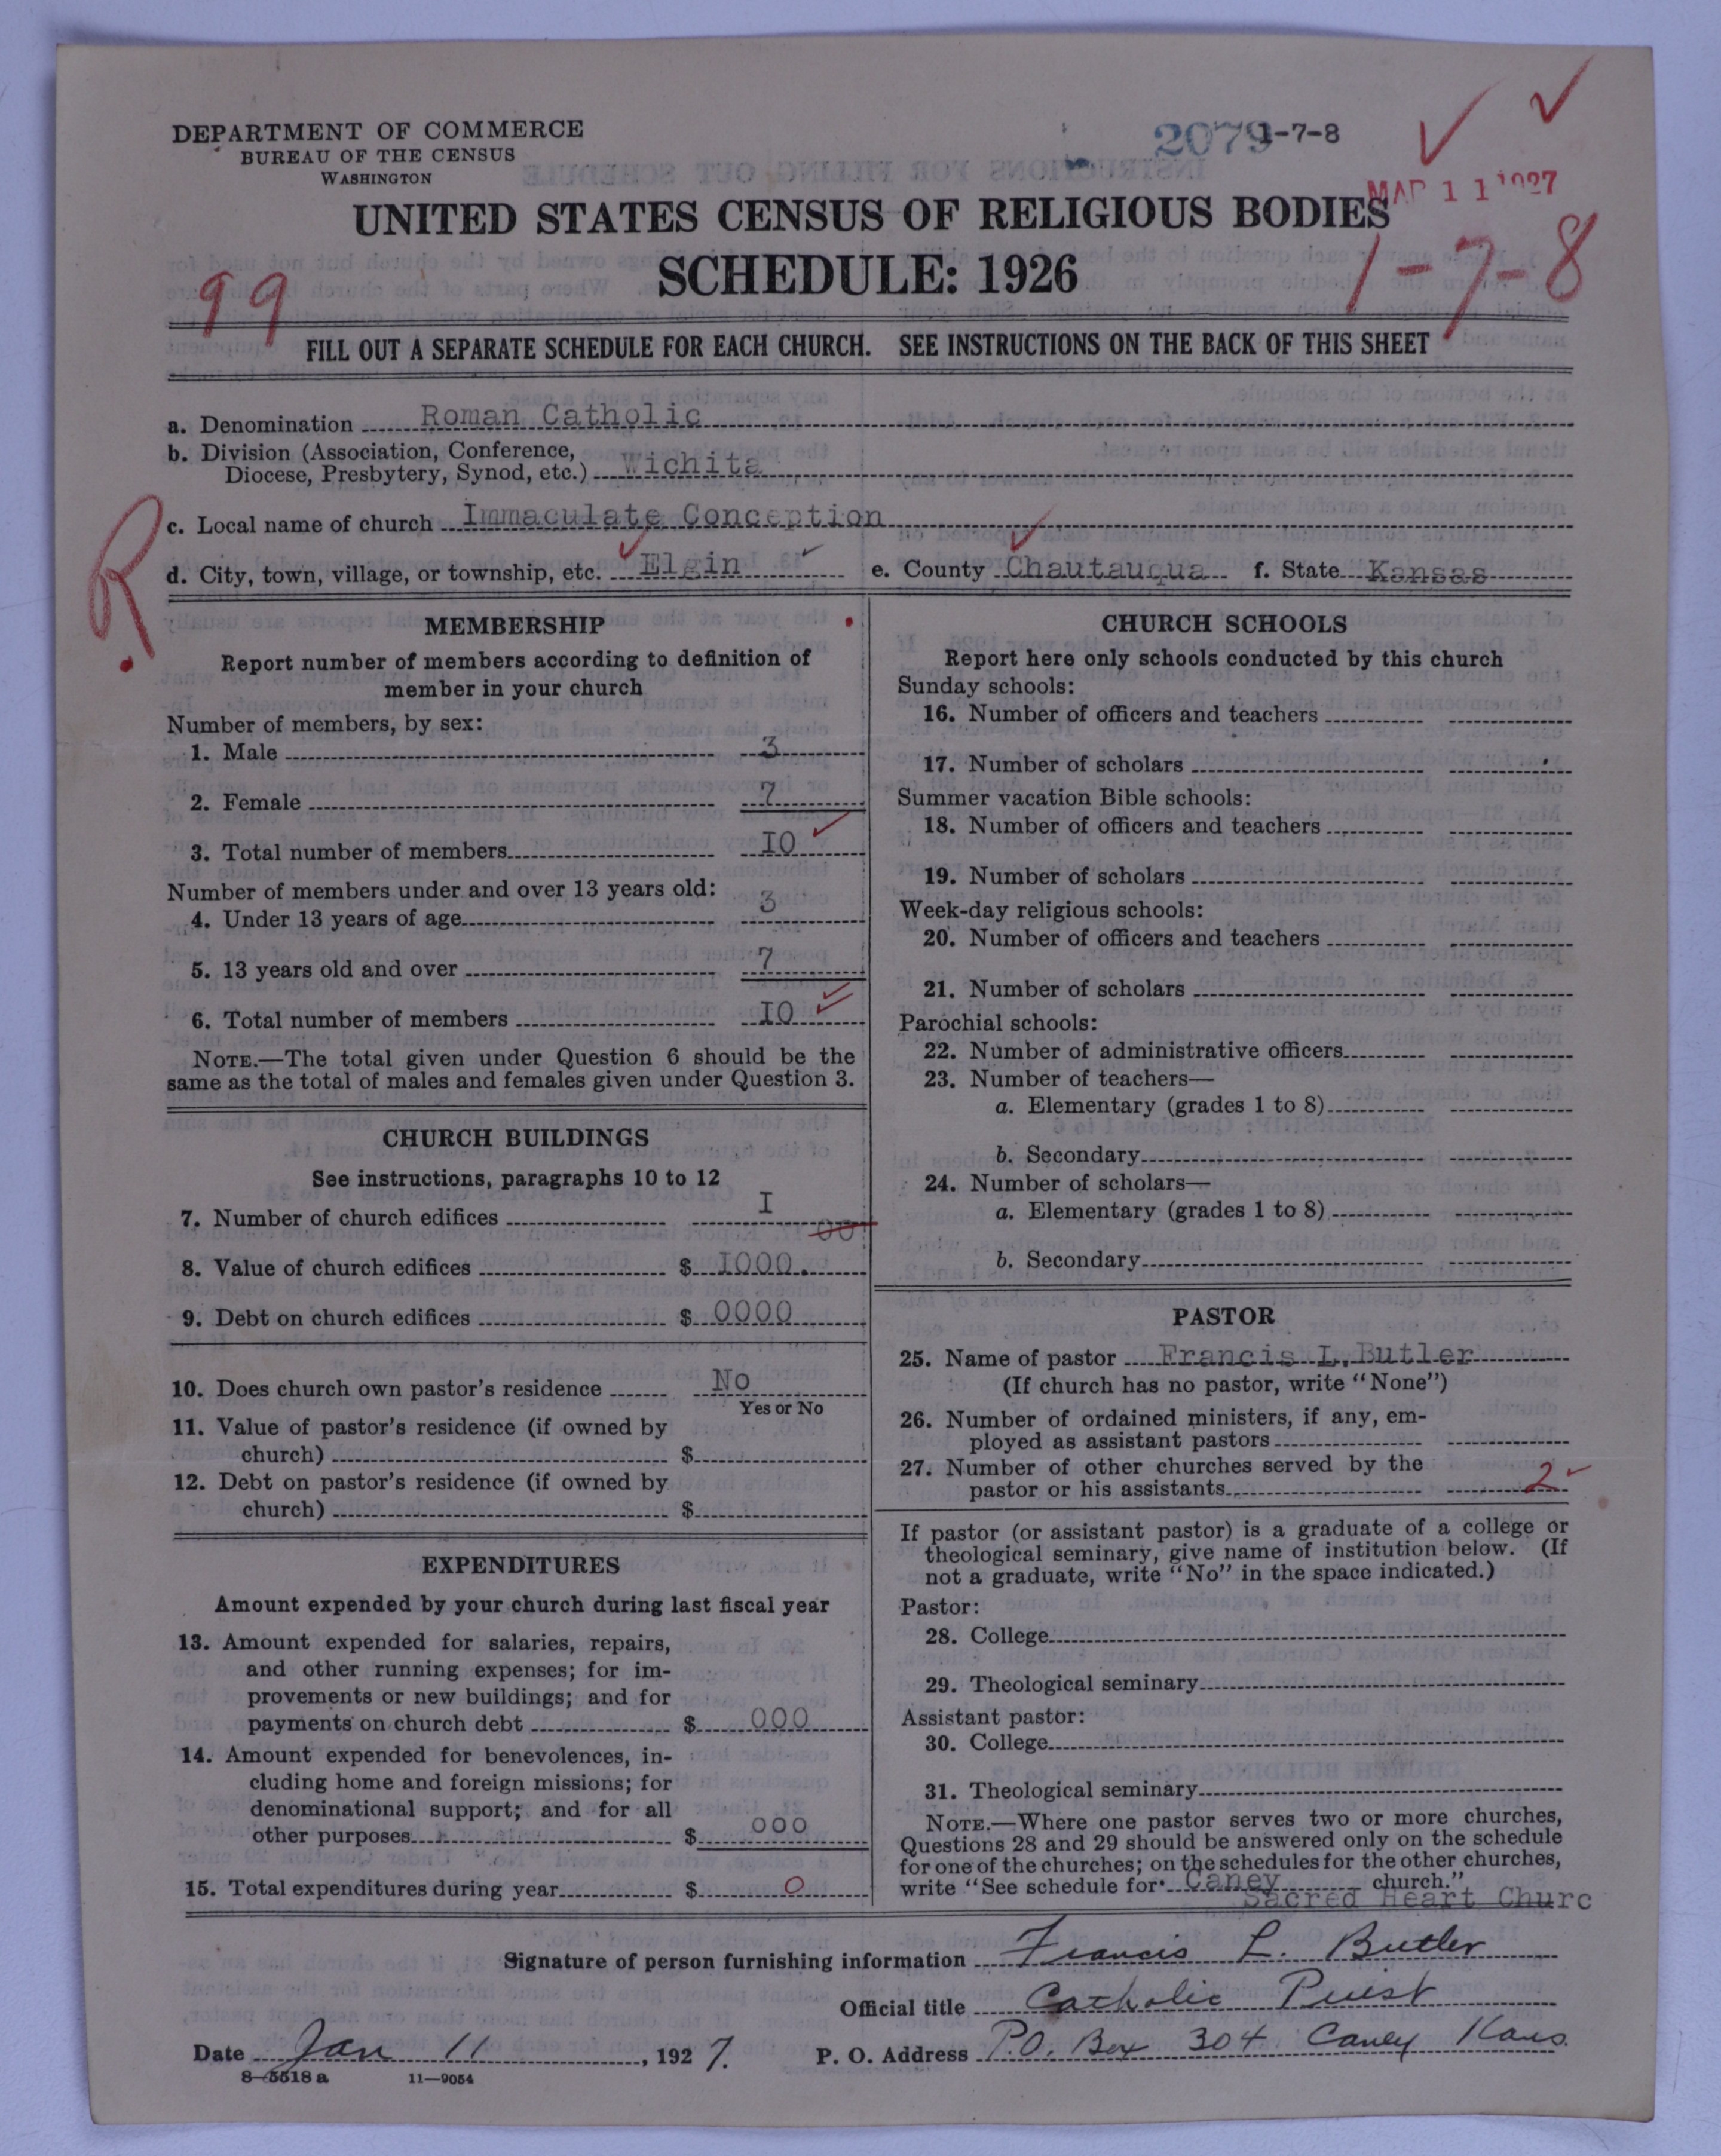 DEPARTMENT OF COMMERCE
BUREAU OF THE CENSUS
WASHINGTON
2079
1-7-8
MAR 11 1927
UNITED STATES CENSUS OF RELIGIOUS BODIES
SCHEDULE: 1926
99
1-7-8
FILL OUT A SEPARATE SCHEDULE FOR EACH CHURCH. SEE INSTRUCTIONS ON THE BACK OF THIS SHEET
a. Denomination Roman Catholic
b. Division (Association, Conference,
Diocese, Presbytery, Synod, etc.) Wichita
R
c. Local name of church Immaculate Conception
d. City, town, village, or township, etc. Elgin e. County Chautauqua f. State Kansas
MEMBERSHIP
Report number of members according to definition of
member in your church
Number of members, by sex:
1. Male 3
2. Female 7
3. Total number of members 10
Number of members under and over 13 years old:
4. Under 13 years of age 3
5. 13 years old and over 7
6. Total number of members 10
NOTE.—The total given under Question 6 should be the
same as the total of males and females given under Question 3.
CHURCH BUILDINGS
See instructions, paragraphs 10 to 12
7. Number of church edifices I
00
8. Value of church edifices $ 1000.
9. Debt on church edifices $ 0000
10. Does church own pastor's residence No
Yes or No
11. Value of pastor's residence (if owned by
church) $
12. Debt on pastor's residence (if owned by
church) $
EXPENDITURES
Amount expended by your church during last fiscal year
13. Amount expended for salaries, repairs,
and other running expenses; for im-
provements or new buildings; and for
payments on church debt $ 000
14. Amount expended for benevolences, in-
cluding home and foreign missions; for
denominational support; and for all
other purposes $ 000
15. Total expenditures during year $ 0
CHURCH SCHOOLS
Report here only schools conducted by this church
Sunday schools:
16. Number of officers and teachers
17. Number of scholars
Summer vacation Bible schools:
18. Number of officers and teachers
19. Number of scholars
Week-day religious schools:
20. Number of officers and teachers
21. Number of scholars
Parochial schools:
22. Number of administrative officers
23. Number of teachers—
a. Elementary (grades 1 to 8)
b. Secondary
24. Number of scholars—
a. Elementary (grades 1 to 8)
b. Secondary
PASTOR
25. Name of pastor Francis L. Butler
(If church has no pastor, write "None")
26. Number of ordained ministers, if any, em-
ployed as assistant pastors
27. Number of other churches served by the
pastor or his assistants 2
If pastor (or assistant pastor) is a graduate of a college or
theological seminary, give name of institution below. (If
not a graduate, write "No" in the space indicated.)
Pastor:
28. College
29. Theological seminary
Assistant pastor:
30. College
31. Theological seminary
NOTE.—Where one pastor serves two or more churches,
Questions 28 and 29 should be answered only on the schedule
for one of the churches; on the schedules for the other churches,
write "See schedule for Caney church."
Sacred Heart Churc
Signature of person furnishing information Francis L. Butler
Official title Catholic Priest
Date Jan 11, 1927. P. O. Address P.O. Box 304 Caney Kans.
8-5518 a 11-9054